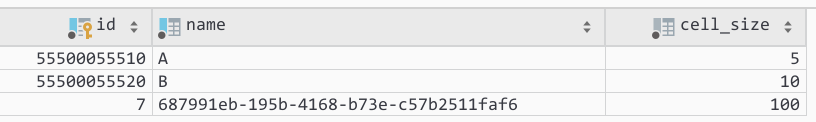 id name cell_size
55500055510 A 5
55500055520 B 10
7 687991eb-195b-4168-b73e-c57b2511faf6 100